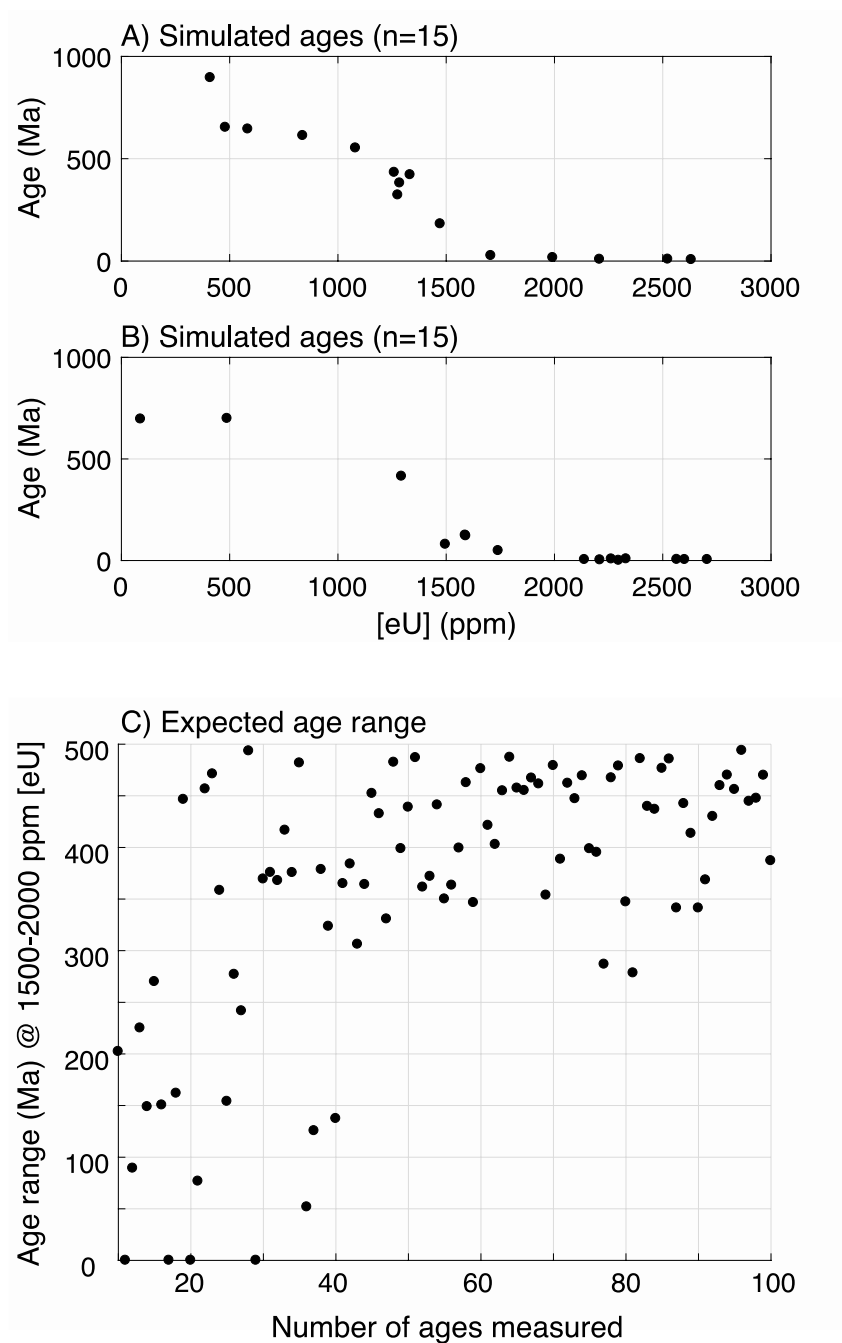 A) Simulated ages (n=15)
1000
500
0
Age (Ma)
0 500 1000 1500 2000 2500 3000
B) Simulated ages (n=15)
1000
500
0
Age (Ma)
0 500 1000 1500 2000 2500 3000
[eU] (ppm)
C) Expected age range
500
400
300
200
100
0
Age range (Ma) @ 1500-2000 ppm [eU]
20 40 60 80 100
Number of ages measured